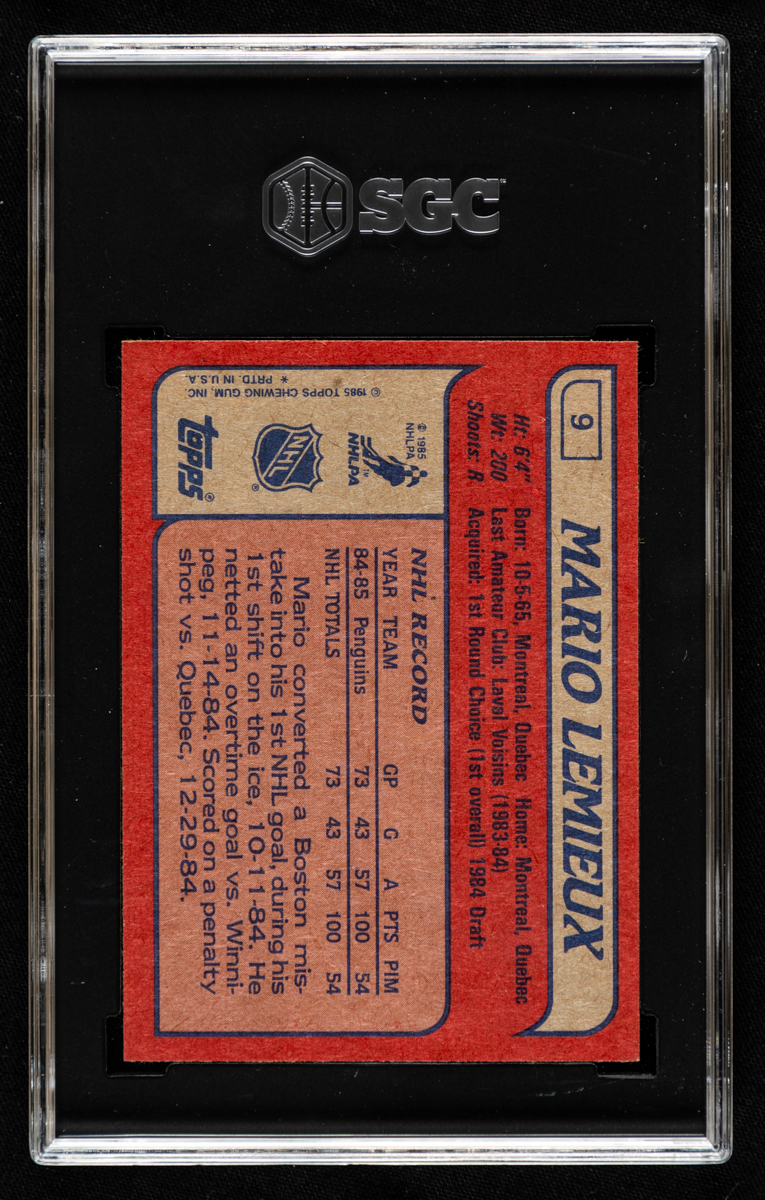 SGC
9
MARIO LEMIEUX
Ht: 6'4" Born: 10-5-65, Montreal, Quebec Home: Montreal, Quebec
Wt: 200 Last Amateur Club: Laval Voisins (1983-84)
Shoots: R Acquired: 1st Round Choice (1st overall) 1984 Draft
© 1985
NHLPA
NHLPA™
NHL®
topps®
© 1985 TOPPS CHEWING GUM, INC.
* PRTD. IN U.S.A.
NHL RECORD
YEAR TEAM GP G A PTS PIM
84-85 Penguins 73 43 57 100 54
NHL TOTALS 73 43 57 100 54
Mario converted a Boston mis-
take into his 1st NHL goal, during his
1st shift on the ice, 10-11-84. He
netted an overtime goal vs. Winni-
peg, 11-14-84. Scored on a penalty
shot vs. Quebec, 12-29-84.